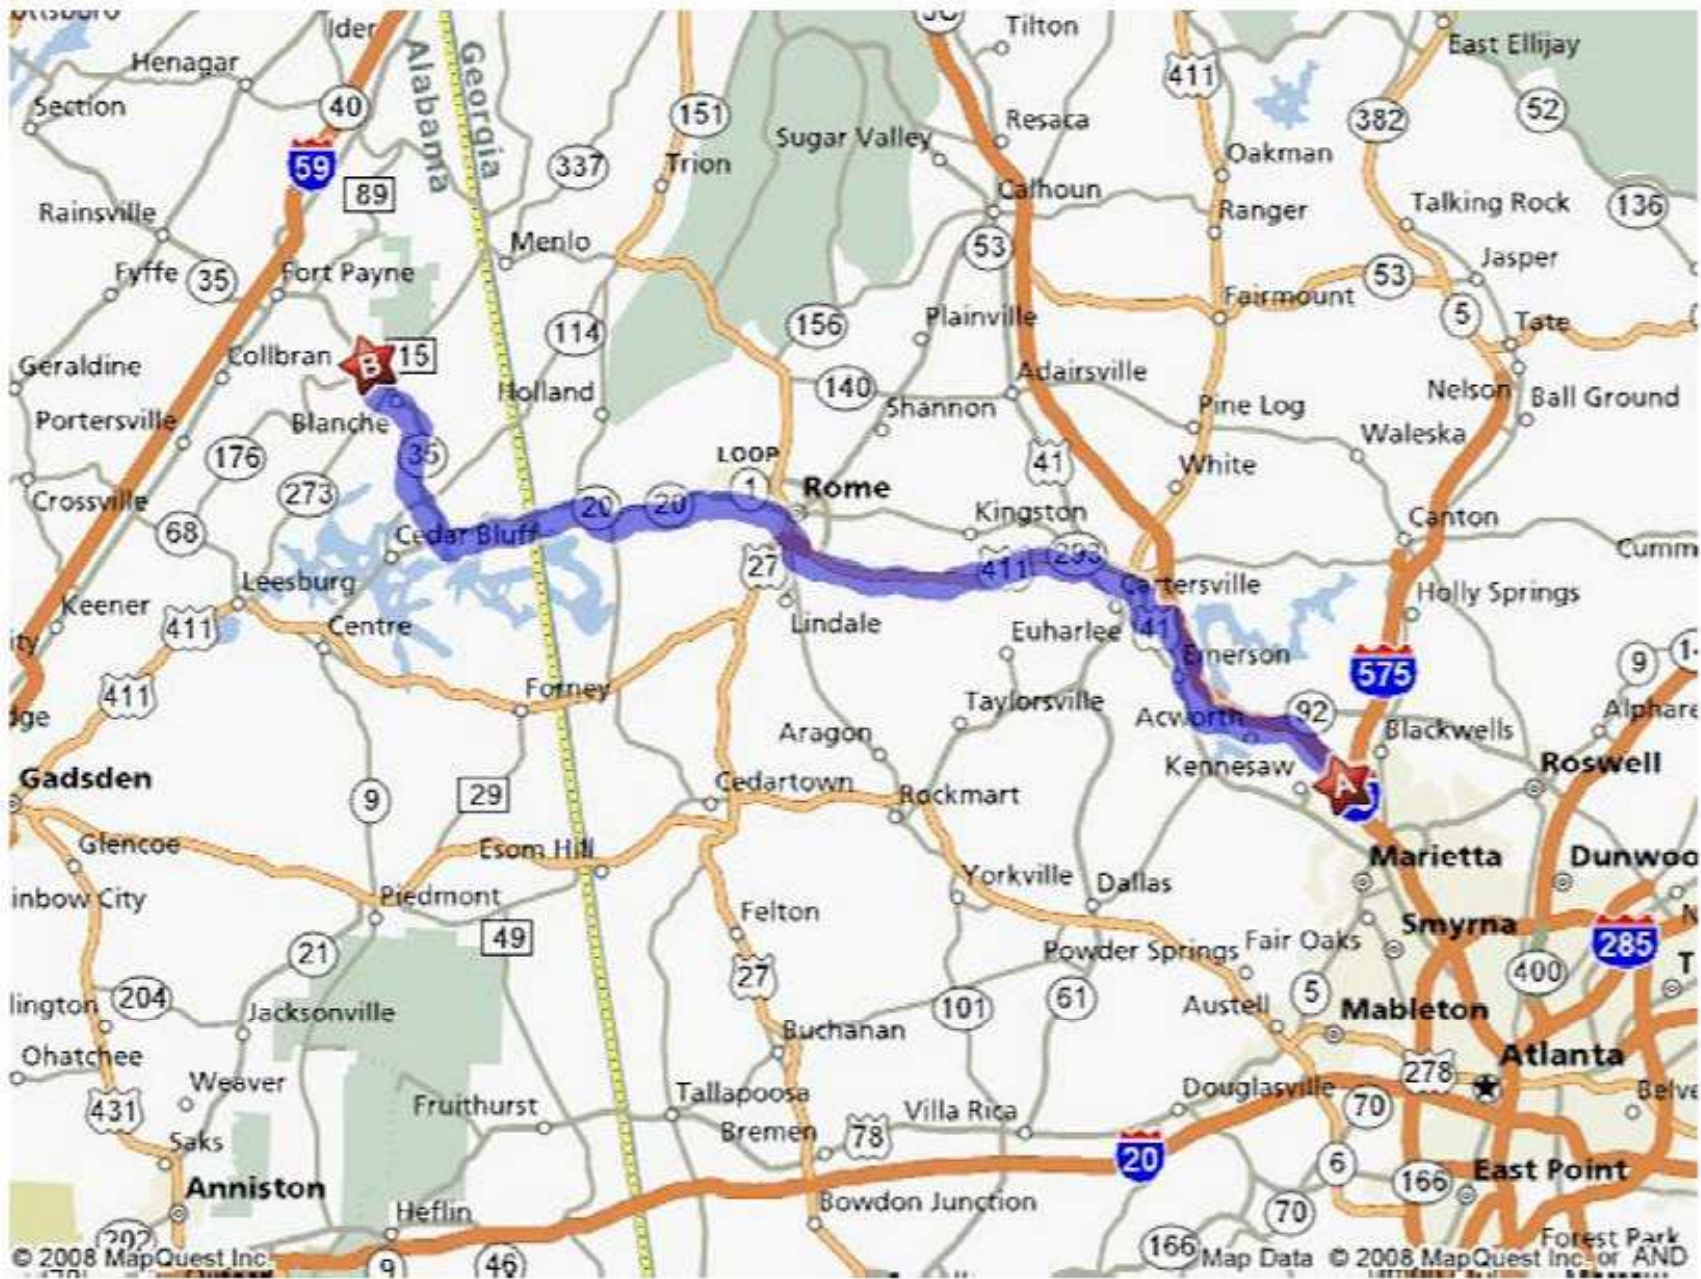 Ider
Tilton
East Ellijay
Henagar
Alabama
Georgia
411
Section
40
151
Sugar Valley
Resaca
382
52
59
337
Trion
Oakman
89
Calhoun
Rainsville
Ranger
Talking Rock
136
Menlo
53
Fyffe
35
Fort Payne
53
Jasper
Fairmount
114
156
Plainville
5
Tate
Collbran
B
15
Geraldine
Holland
140
Adairsville
Nelson
Ball Ground
Portersville
Blanche
Shannon
Pine Log
Waleska
176
35
LOOP
41
White
273
20
20
1
Rome
Crossville
Kingston
Canton
68
Cedar Bluff
27
411
293
Leesburg
Cartersville
Holly Springs
Keener
411
Centre
Lindale
Euharlee
41
Emerson
575
9
411
Forney
Taylorsville
Acworth
92
Blackwells
Aragon
Kennesaw
Roswell
Gadsden
9
29
Cedartown
Rockmart
A
Glencoe
Esom Hill
Marietta
Piedmont
Yorkville
Dallas
Felton
Smyrna
21
49
Powder Springs
Fair Oaks
285
204
27
101
61
Austell
5
400
Jacksonville
Mableton
Buchanan
Ohatchee
Atlanta
Weaver
Tallapoosa
Douglasville
278
431
Fruithurst
Villa Rica
70
Saks
Bremen
78
20
6
166
East Point
Anniston
Bowdon Junction
Heflin
70
Forest Park
202
9
46
166
© 2008 MapQuest Inc.
Map Data © 2008 MapQuest Inc. or AND